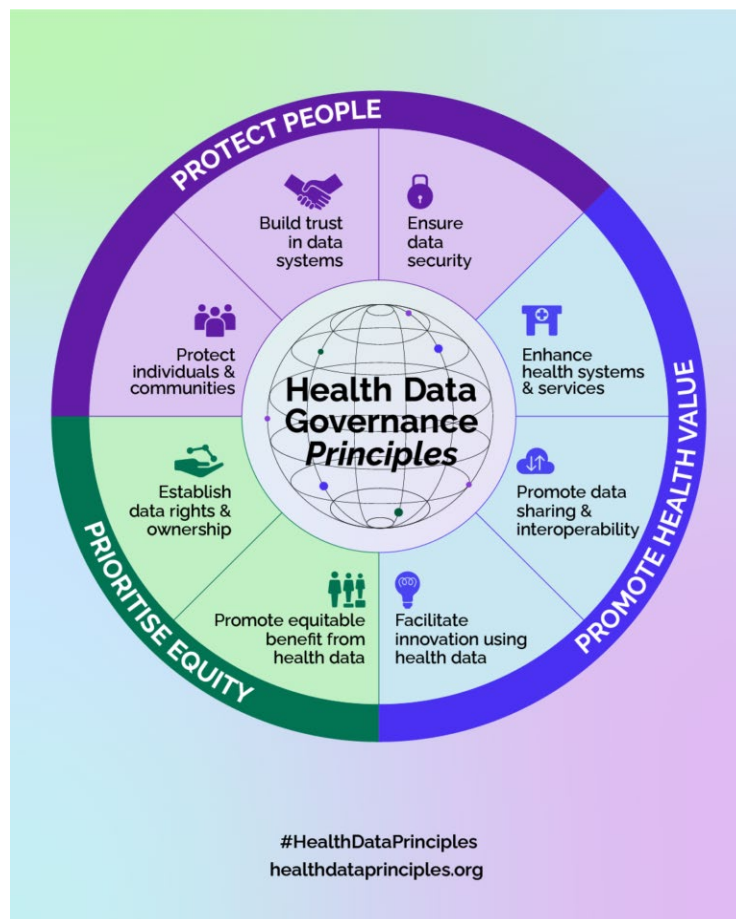 PROTECT PEOPLE
Build trust
in data
systems
Ensure
data
security
Protect
individuals &
communities
Enhance
health systems
& services
PROMOTE HEALTH VALUE
Health Data
Governance
Principles
Establish
data rights &
ownership
Promote data
sharing &
interoperability
PRIORITISE EQUITY
Promote equitable
benefit from
health data
Facilitate
innovation using
health data
#HealthDataPrinciples
healthdataprinciples.org